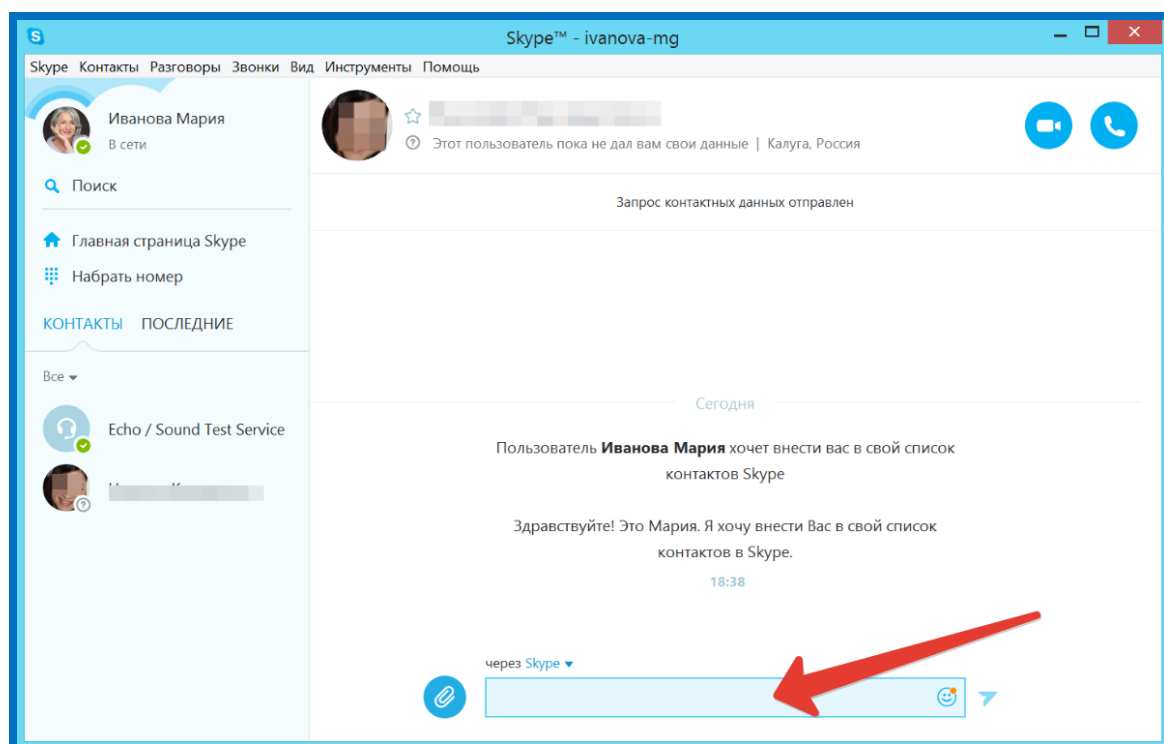 Skype™ - ivanova-mg
Skype Контакты Разговоры Звонки Вид Инструменты Помощь
Иванова Мария
В сети
Поиск
Главная страница Skype
Набрать номер
КОНТАКТЫ ПОСЛЕДНИЕ
Все
Echo / Sound Test Service
Этот пользователь пока не дал вам свои данные | Калуга, Россия
Запрос контактных данных отправлен
Сегодня
Пользователь Иванова Мария хочет внести вас в свой список
контактов Skype
Здравствуйте! Это Мария. Я хочу внести Вас в свой список
контактов в Skype.
18:38
через Skype